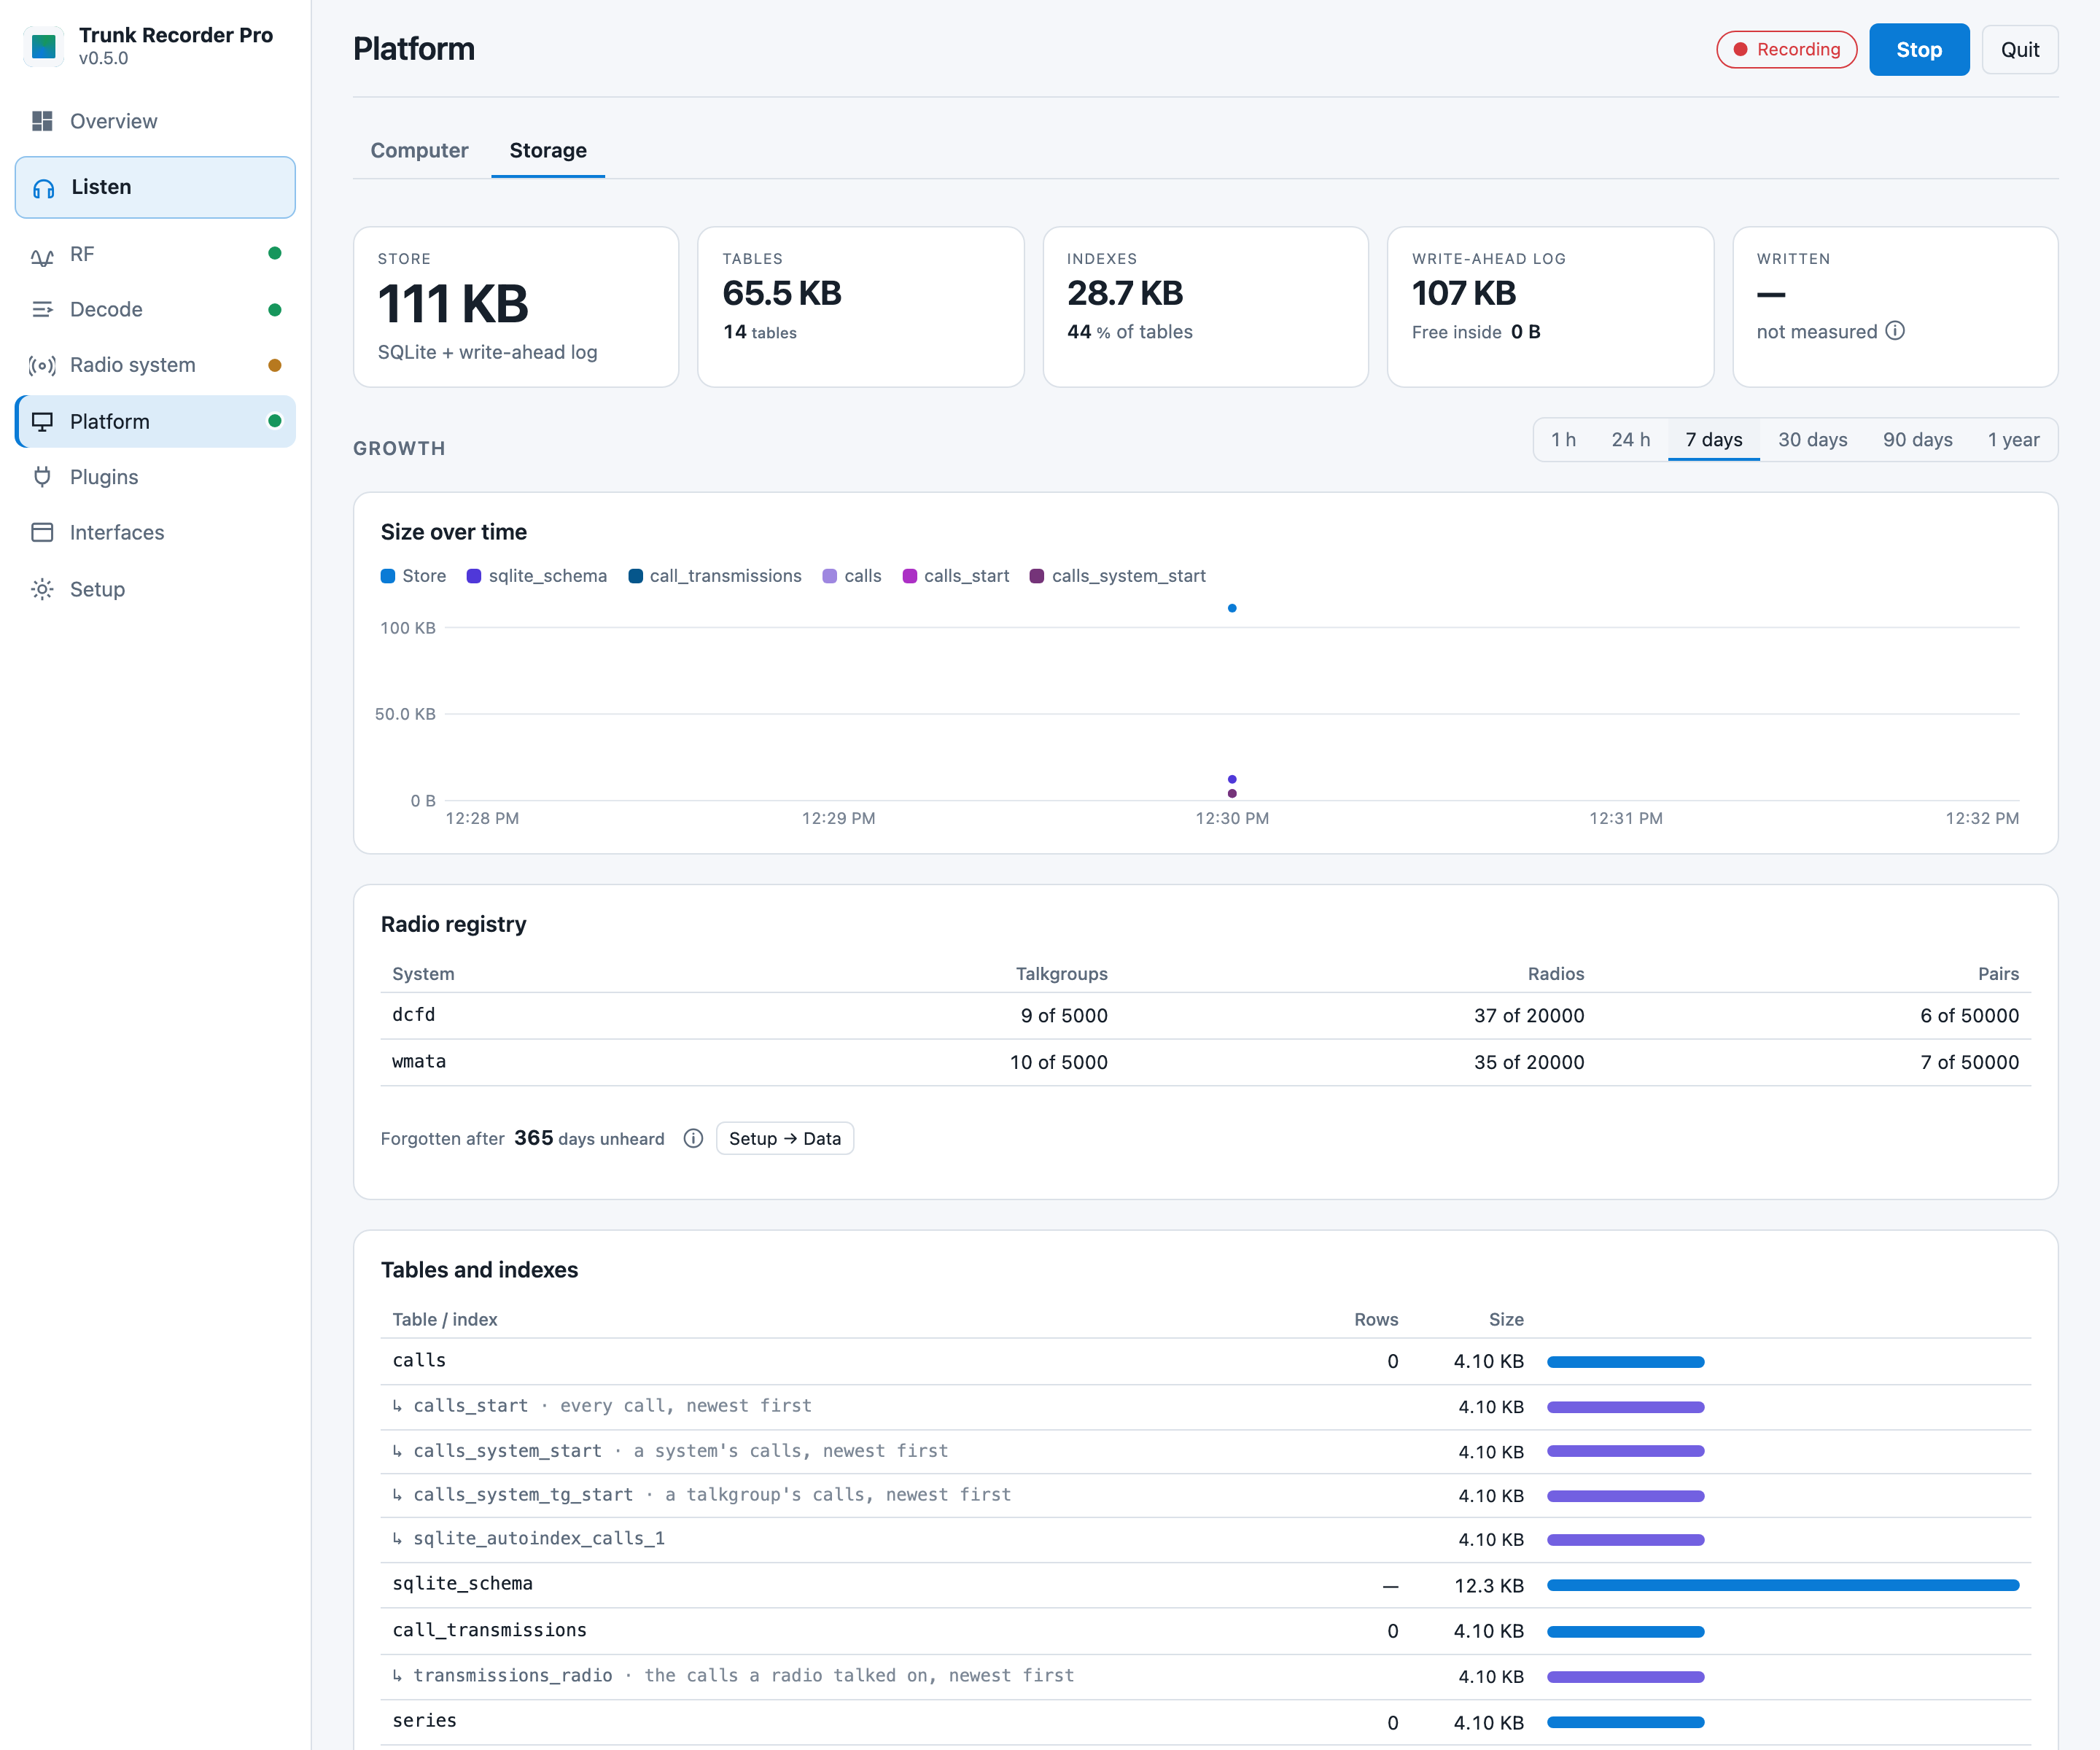 Trunk Recorder Pro
v0.5.0
Overview
Listen
RF
Decode
Radio system
Platform
Plugins
Interfaces
Setup
Platform
Recording
Stop
Quit
Computer
Storage
STORE
111 KB
SQLite + write-ahead log
TABLES
65.5 KB
14 tables
INDEXES
28.7 KB
44 % of tables
WRITE-AHEAD LOG
107 KB
Free inside 0 B
WRITTEN
—
not measured
GROWTH
1 h 24 h 7 days 30 days 90 days 1 year
Size over time
Store sqlite_schema call_transmissions calls calls_start calls_system_start
100 KB
50.0 KB
0 B
12:28 PM 12:29 PM 12:30 PM 12:31 PM 12:32 PM
Radio registry
System Talkgroups Radios Pairs
dcfd 9 of 5000 37 of 20000 6 of 50000
wmata 10 of 5000 35 of 20000 7 of 50000
Forgotten after 365 days unheard Setup → Data
Tables and indexes
Table / index Rows Size
calls 0 4.10 KB
↳ calls_start · every call, newest first 4.10 KB
↳ calls_system_start · a system's calls, newest first 4.10 KB
↳ calls_system_tg_start · a talkgroup's calls, newest first 4.10 KB
↳ sqlite_autoindex_calls_1 4.10 KB
sqlite_schema — 12.3 KB
call_transmissions 0 4.10 KB
↳ transmissions_radio · the calls a radio talked on, newest first 4.10 KB
series 0 4.10 KB